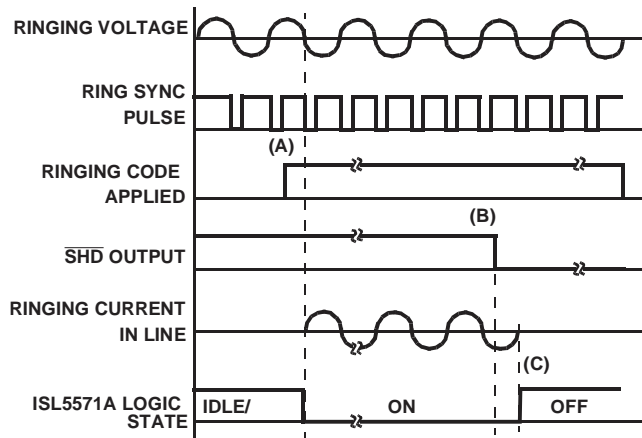 RINGING VOLTAGE
RING SYNC
PULSE
(A)
RINGING CODE
APPLIED
(B)
SHD OUTPUT
RINGING CURRENT
IN LINE
(C)
ISL5571A LOGIC
STATE
IDLE/
ON
OFF